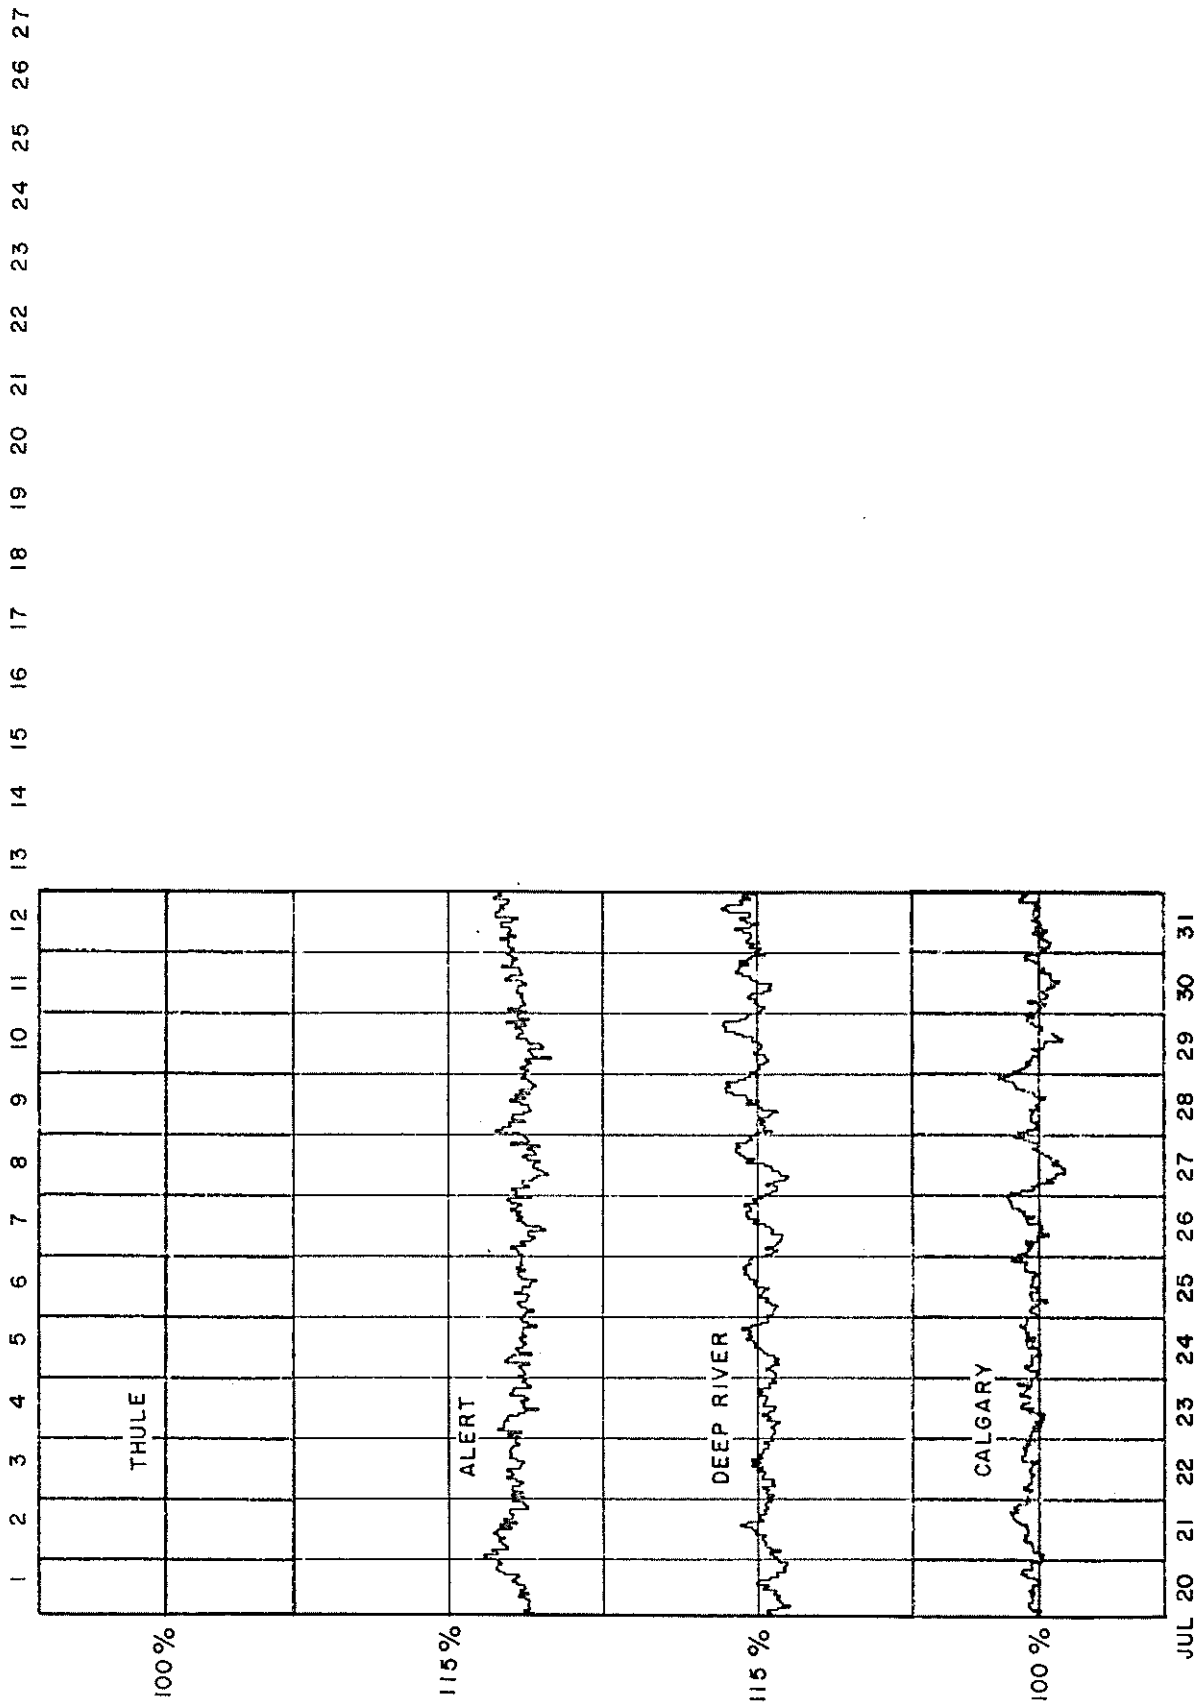 1 2 3 4 5 6 7 8 9 10 11 12 13 14 15 16 17 18 19 20 21 22 23 24 25 26 27
100 %
THULE
115 %
ALERT
115 %
DEEP RIVER
100 %
CALGARY
JUL 20 21 22 23 24 25 26 27 28 29 30 31